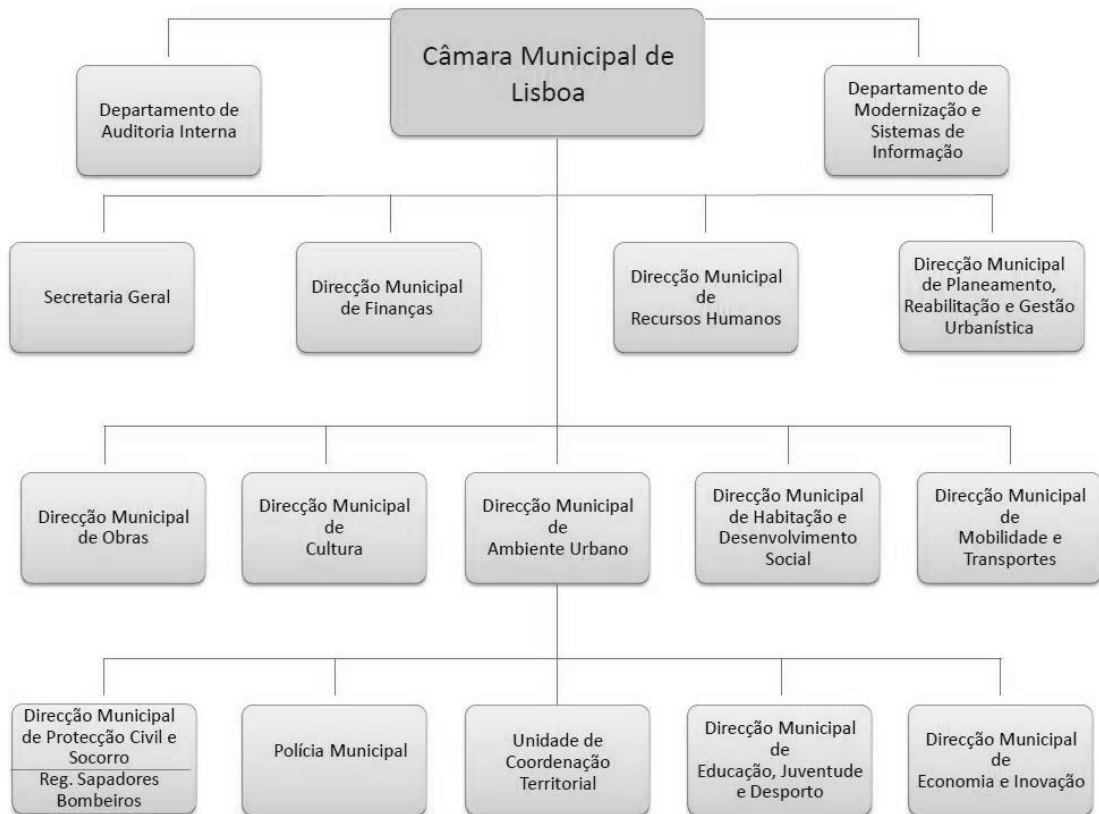 Câmara Municipal de
Lisboa
Departamento de
Auditoria Interna
Departamento de
Modernização e
Sistemas de
Informação
Secretaria Geral
Direcção Municipal
de Finanças
Direcção Municipal
de
Recursos Humanos
Direcção Municipal
de Planeamento,
Reabilitação e Gestão
Urbanística
Direcção Municipal
de Obras
Direcção Municipal
de
Cultura
Direcção Municipal
de
Ambiente Urbano
Direcção Municipal
de Habitação e
Desenvolvimento
Social
Direcção Municipal
de
Mobilidade e
Transportes
Direcção Municipal
de Protecção Civil e
Socorro
Reg. Sapadores
Bombeiros
Polícia Municipal
Unidade de
Coordenação
Territorial
Direcção Municipal
de
Educação, Juventude
e Desporto
Direcção Municipal
de
Economia e Inovação